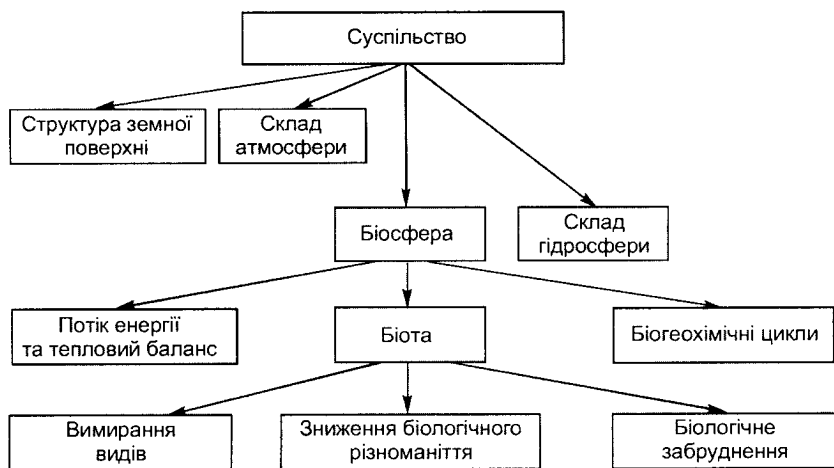 Суспільство
Структура земної
поверхні
Склад
атмосфери
Біосфера
Склад
гідросфери
Потік енергії
та тепловий баланс
Біота
Біогеохімічні цикли
Вимирання
видів
Зниження біологічного
різноманіття
Біологічне
забруднення